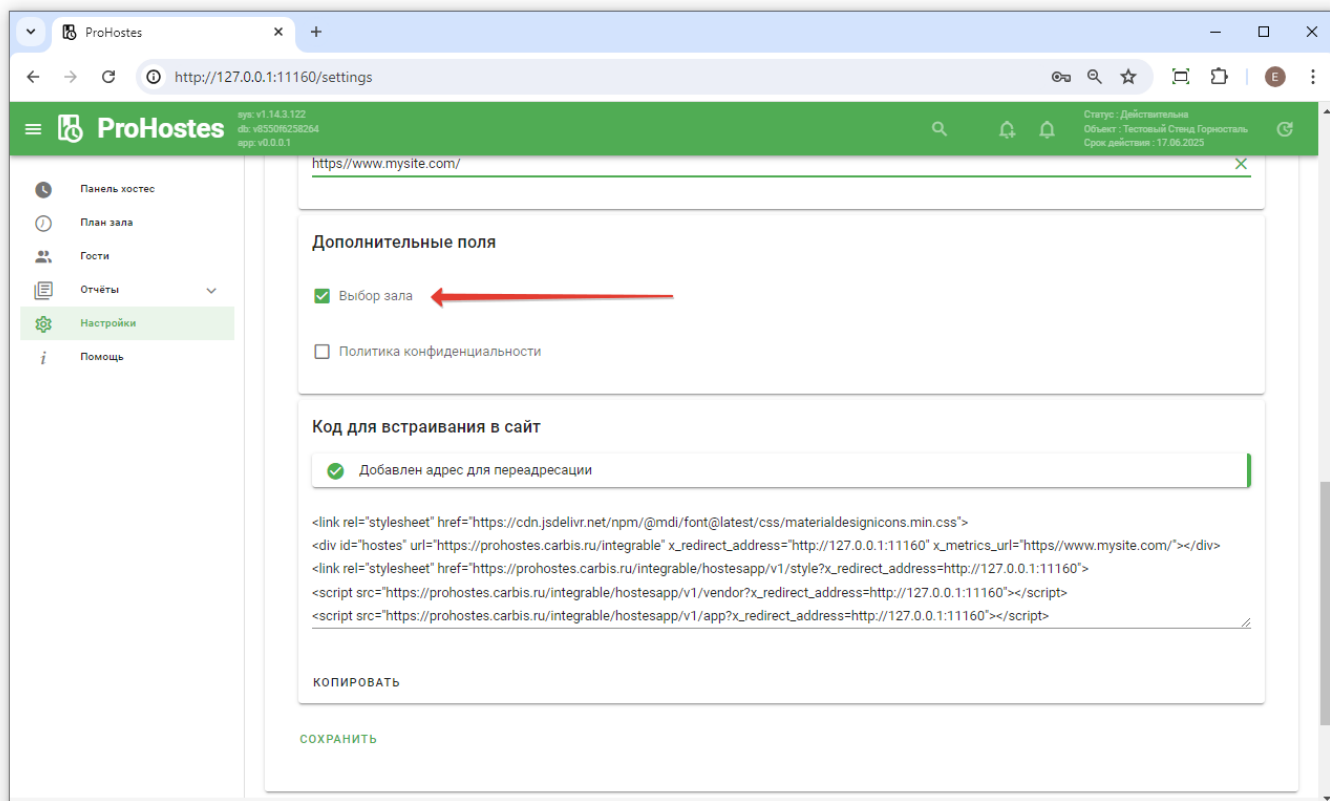 ProHostes
http://127.0.0.1:11160/settings
E
ProHostes
sys: v1.14.3.122
db: v8550f6258264
app: v0.0.0.1
Статус : Действительна
Объект : Тестовый Стенд Горносталь
Срок действия : 17.06.2025
Панель хостес
План зала
Гости
Отчёты
Настройки
Помощь
https//www.mysite.com/
Дополнительные поля
Выбор зала
Политика конфиденциальности
Код для встраивания в сайт
Добавлен адрес для переадресации
<link rel="stylesheet" href="https://cdn.jsdelivr.net/npm/@mdi/font@latest/css/materialdesignicons.min.css">
<div id="hostes" url="https://prohostes.carbis.ru/integrable" x_redirect_address="http://127.0.0.1:11160" x_metrics_url="https//www.mysite.com/"></div>
<link rel="stylesheet" href="https://prohostes.carbis.ru/integrable/hostesapp/v1/style?x_redirect_address=http://127.0.0.1:11160">
<script src="https://prohostes.carbis.ru/integrable/hostesapp/v1/vendor?x_redirect_address=http://127.0.0.1:11160"></script>
<script src="https://prohostes.carbis.ru/integrable/hostesapp/v1/app?x_redirect_address=http://127.0.0.1:11160"></script>
КОПИРОВАТЬ
СОХРАНИТЬ